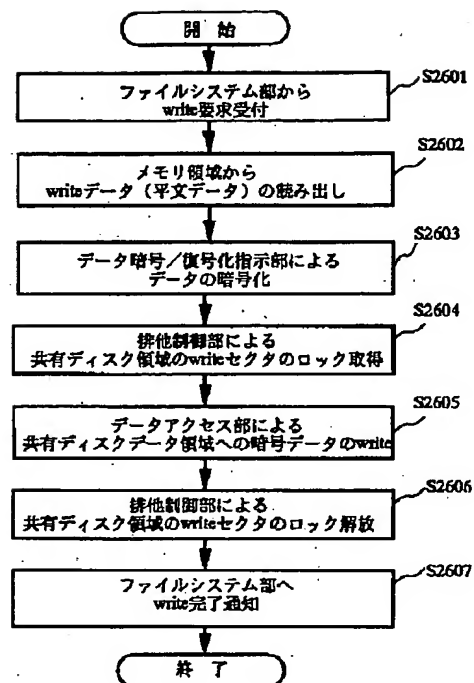 開 始
S2601
ファイルシステム部から
write要求受付
S2602
メモリ領域から
writeデータ（平文データ）の読み出し
S2603
データ暗号／復号化指示部による
データの暗号化
S2604
排他制御部による
共有ディスク領域のwriteセクタのロック取得
S2605
データアクセス部による
共有ディスクデータ領域への暗号データのwrite
S2606
排他制御部による
共有ディスク領域のwriteセクタのロック解放
S2607
ファイルシステム部へ
write完了通知
終 了